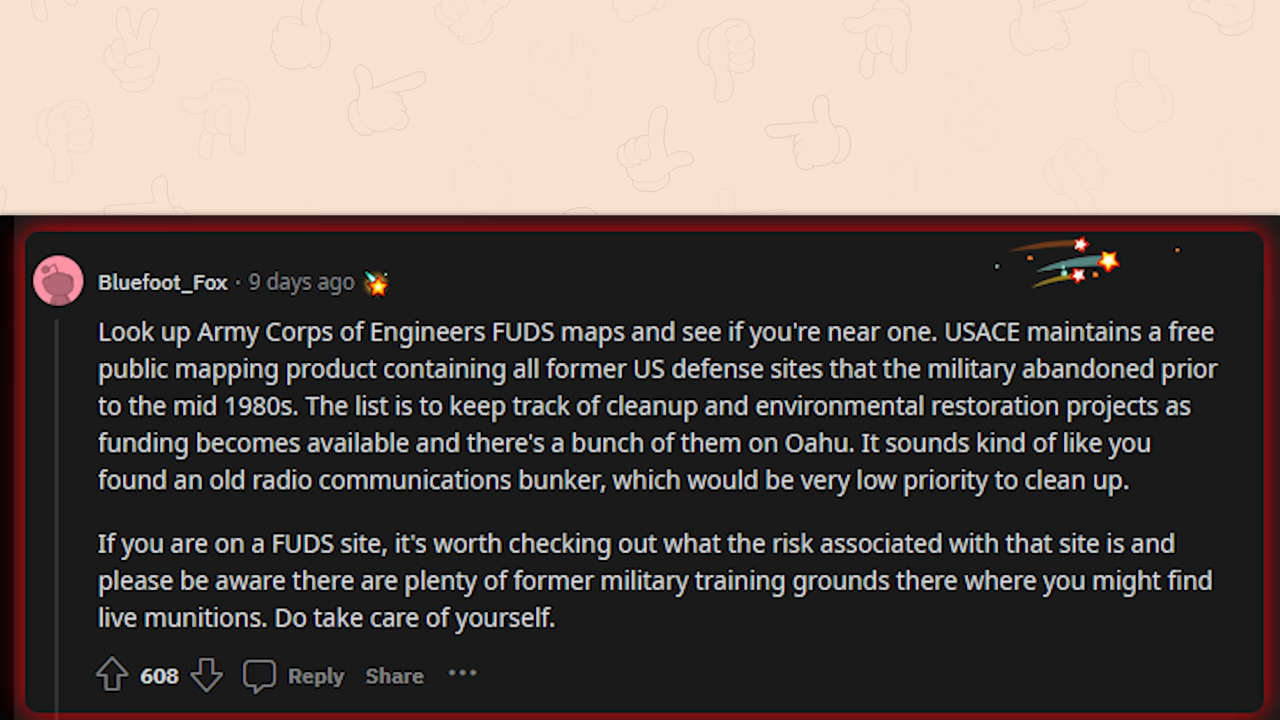 Bluefoot_Fox · 9 days ago
Look up Army Corps of Engineers FUDS maps and see if you're near one. USACE maintains a free
public mapping product containing all former US defense sites that the military abandoned prior
to the mid 1980s. The list is to keep track of cleanup and environmental restoration projects as
funding becomes available and there's a bunch of them on Oahu. It sounds kind of like you
found an old radio communications bunker, which would be very low priority to clean up.
If you are on a FUDS site, it's worth checking out what the risk associated with that site is and
please be aware there are plenty of former military training grounds there where you might find
live munitions. Do take care of yourself.
608 Reply Share ···